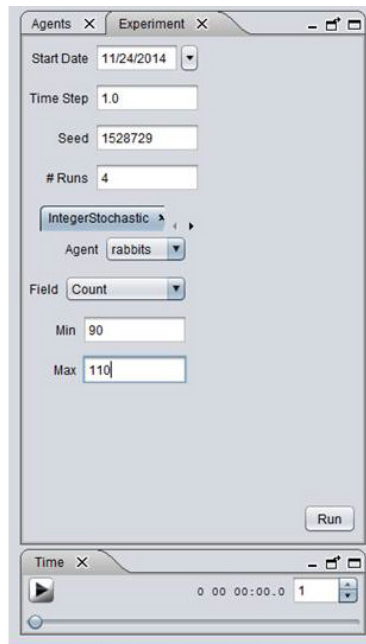 Agents X Experiment X
Start Date 11/24/2014
Time Step 1.0
Seed 1528729
# Runs 4
IntegerStochastic
Agent rabbits
Field Count
Min 90
Max 110
Run
Time X
0 00 00:00.0 1